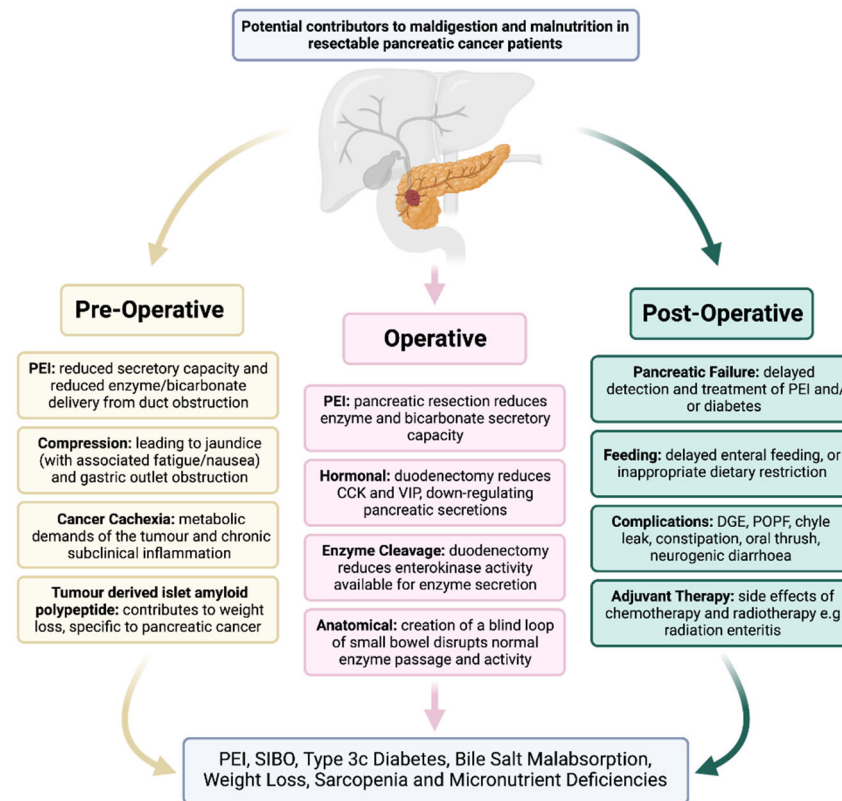 Potential contributors to maldigestion and malnutrition in
resectable pancreatic cancer patients
Pre-Operative
PEI: reduced secretory capacity and
reduced enzyme/bicarbonate
delivery from duct obstruction
Compression: leading to jaundice
(with associated fatigue/nausea)
and gastric outlet obstruction
Cancer Cachexia: metabolic
demands of the tumour and chronic
subclinical inflammation
Tumour derived islet amyloid
polypeptide: contributes to weight
loss, specific to pancreatic cancer
Operative
PEI: pancreatic resection reduces
enzyme and bicarbonate secretory
capacity
Hormonal: duodenectomy reduces
CCK and VIP, down-regulating
pancreatic secretions
Enzyme Cleavage: duodenectomy
reduces enterokinase activity
available for enzyme secretion
Anatomical: creation of a blind loop
of small bowel disrupts normal
enzyme passage and activity
Post-Operative
Pancreatic Failure: delayed
detection and treatment of PEI and/
or diabetes
Feeding: delayed enteral feeding, or
inappropriate dietary restriction
Complications: DGE, POPF, chyle
leak, constipation, oral thrush,
neurogenic diarrhoea
Adjuvant Therapy: side effects of
chemotherapy and radiotherapy e.g
radiation enteritis
PEI, SIBO, Type 3c Diabetes, Bile Salt Malabsorption,
Weight Loss, Sarcopenia and Micronutrient Deficiencies